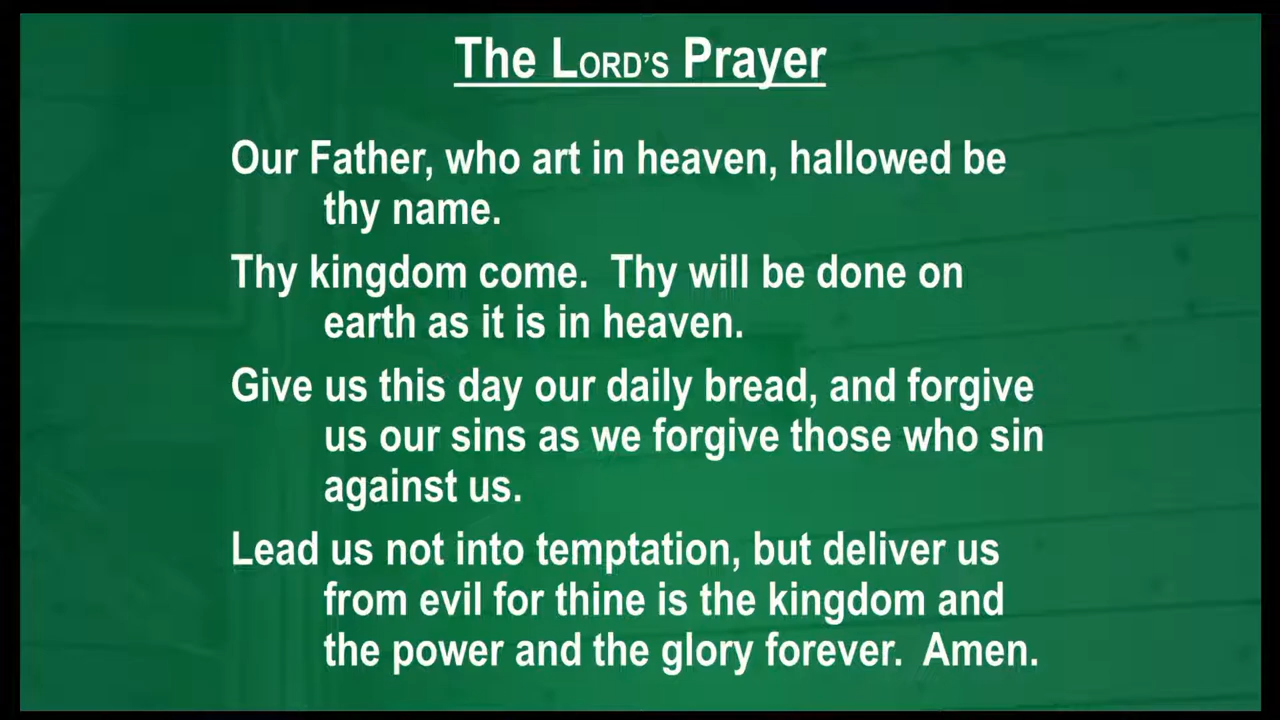 The LORD'S Prayer
Our Father, who art in heaven, hallowed be
thy name.
Thy kingdom come.  Thy will be done on
earth as it is in heaven.
Give us this day our daily bread, and forgive
us our sins as we forgive those who sin
against us.
Lead us not into temptation, but deliver us
from evil for thine is the kingdom and
the power and the glory forever.  Amen.